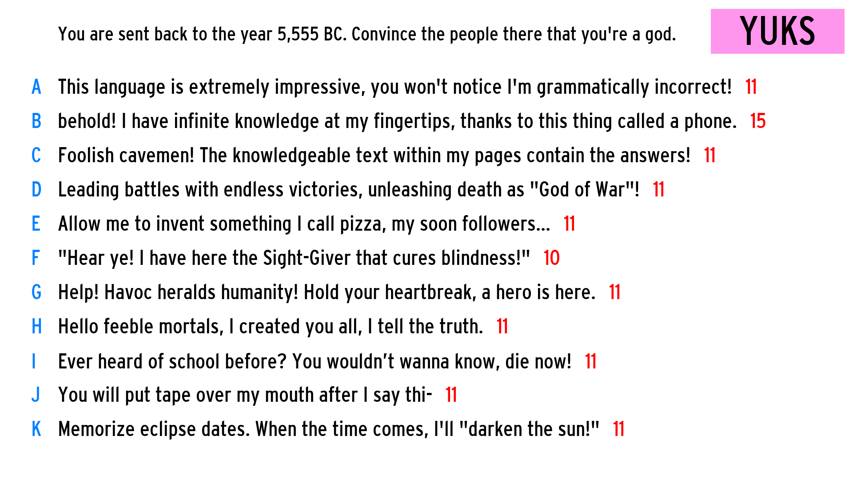 You are sent back to the year 5,555 BC. Convince the people there that you're a god.
YUKS
A This language is extremely impressive, you won't notice I'm grammatically incorrect! 11
B behold! I have infinite knowledge at my fingertips, thanks to this thing called a phone. 15
C Foolish cavemen! The knowledgeable text within my pages contain the answers! 11
D Leading battles with endless victories, unleashing death as "God of War"! 11
E Allow me to invent something I call pizza, my soon followers... 11
F "Hear ye! I have here the Sight-Giver that cures blindness!" 10
G Help! Havoc heralds humanity! Hold your heartbreak, a hero is here. 11
H Hello feeble mortals, I created you all, I tell the truth. 11
I Ever heard of school before? You wouldn’t wanna know, die now! 11
J You will put tape over my mouth after I say thi- 11
K Memorize eclipse dates. When the time comes, I'll "darken the sun!" 11